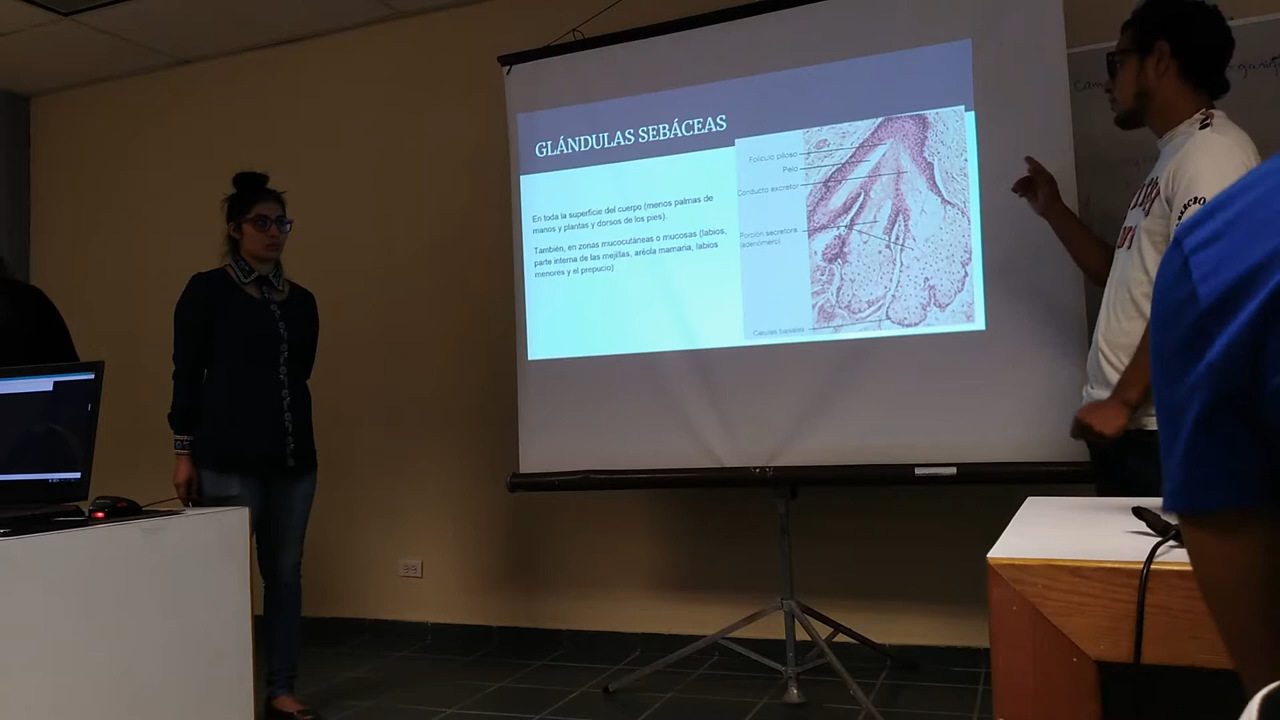 GLÁNDULAS SEBÁCEAS
En toda la superficie del cuerpo (menos palmas de
manos y plantas y dorsos de los pies).
También, en zonas mucocutáneas o mucosas (labios,
parte interna de las mejillas, aréola mamaria, labios
menores y el prepucio)
Folículo piloso
Pelo
Conducto excretor
Porción secretora
(adenómero)
Células basales